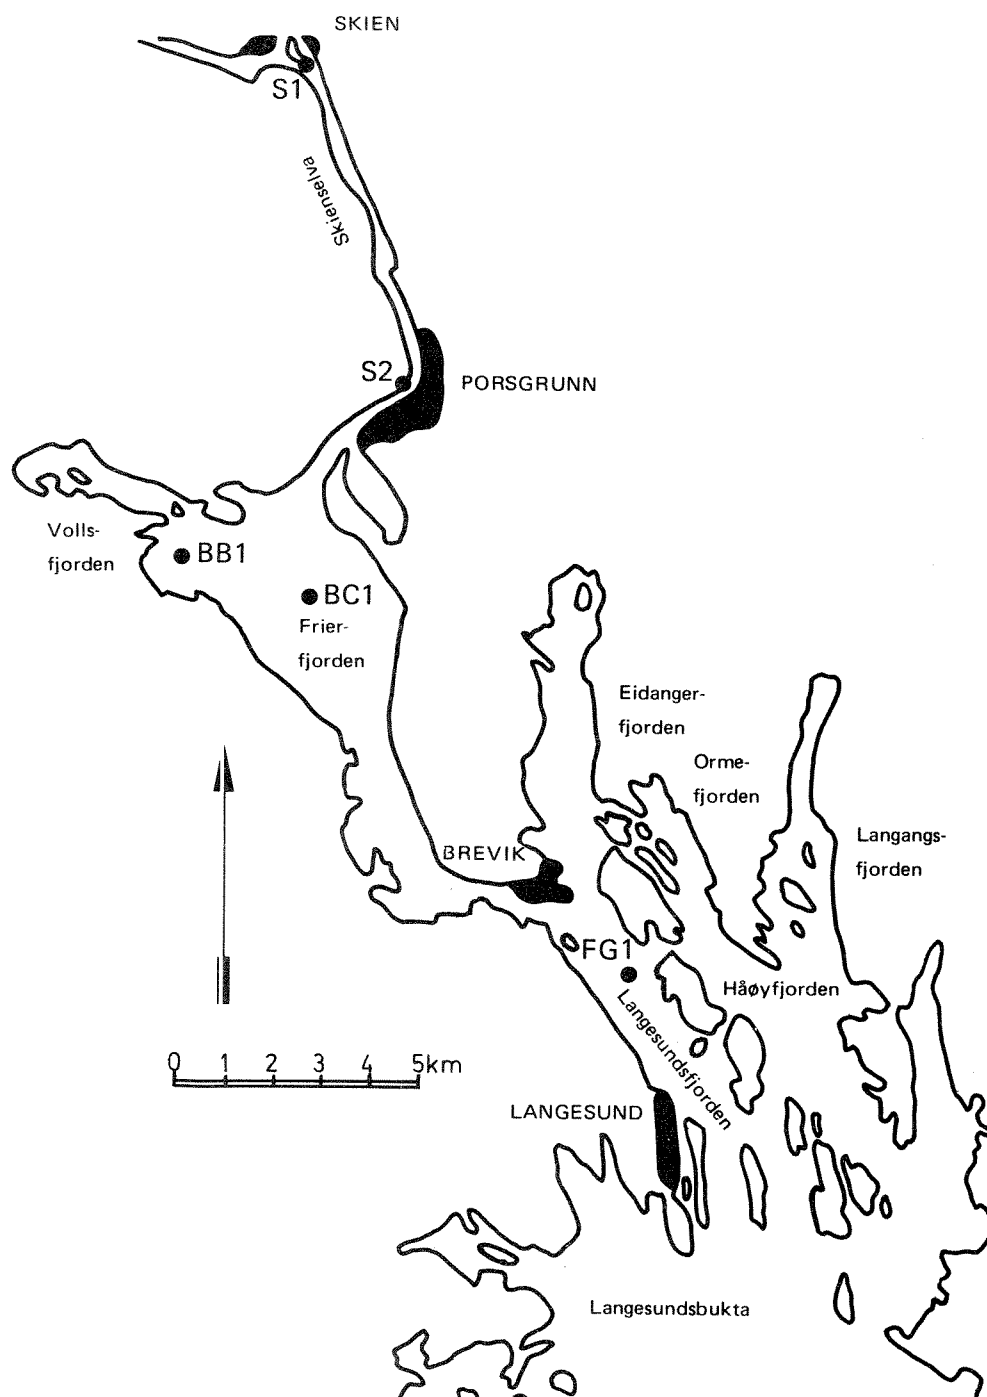 SKIEN
S1
Skienselva
S2
PORSGRUNN
Volls-
fjorden
BB1
BC1
Frier-
fjorden
Eidanger-
fjorden
Orme-
fjorden
Langangs-
fjorden
BREVIK
FG1
Håøyfjorden
Langesundsfjorden
0 1 2 3 4 5km
LANGESUND
Langesundsbukta